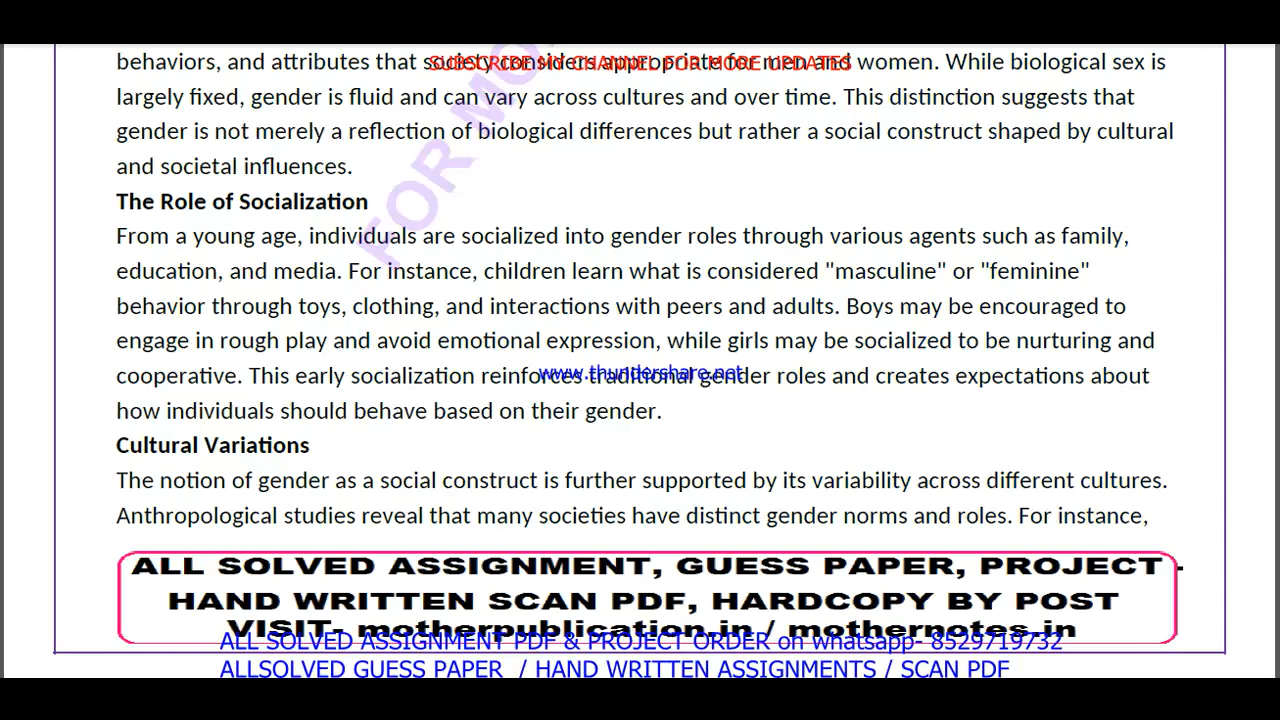 behaviors, and attributes that society considers appropriate for men and women. While biological sex is
SUBSCRIBE MY CHANNEL FOR MORE UPDATES
largely fixed, gender is fluid and can vary across cultures and over time. This distinction suggests that
gender is not merely a reflection of biological differences but rather a social construct shaped by cultural
and societal influences.
FOR MO
The Role of Socialization
From a young age, individuals are socialized into gender roles through various agents such as family,
education, and media. For instance, children learn what is considered "masculine" or "feminine"
behavior through toys, clothing, and interactions with peers and adults. Boys may be encouraged to
engage in rough play and avoid emotional expression, while girls may be socialized to be nurturing and
cooperative. This early socialization reinforces traditional gender roles and creates expectations about
www.thundershare.net
how individuals should behave based on their gender.
Cultural Variations
The notion of gender as a social construct is further supported by its variability across different cultures.
Anthropological studies reveal that many societies have distinct gender norms and roles. For instance,
ALL SOLVED ASSIGNMENT, GUESS PAPER, PROJECT -
HAND WRITTEN SCAN PDF, HARDCOPY BY POST
VISIT- motherpublication.in / mothernotes.in
ALL SOLVED ASSIGNMENT PDF & PROJECT ORDER on whatsapp- 8529719732
ALLSOLVED GUESS PAPER / HAND WRITTEN ASSIGNMENTS / SCAN PDF